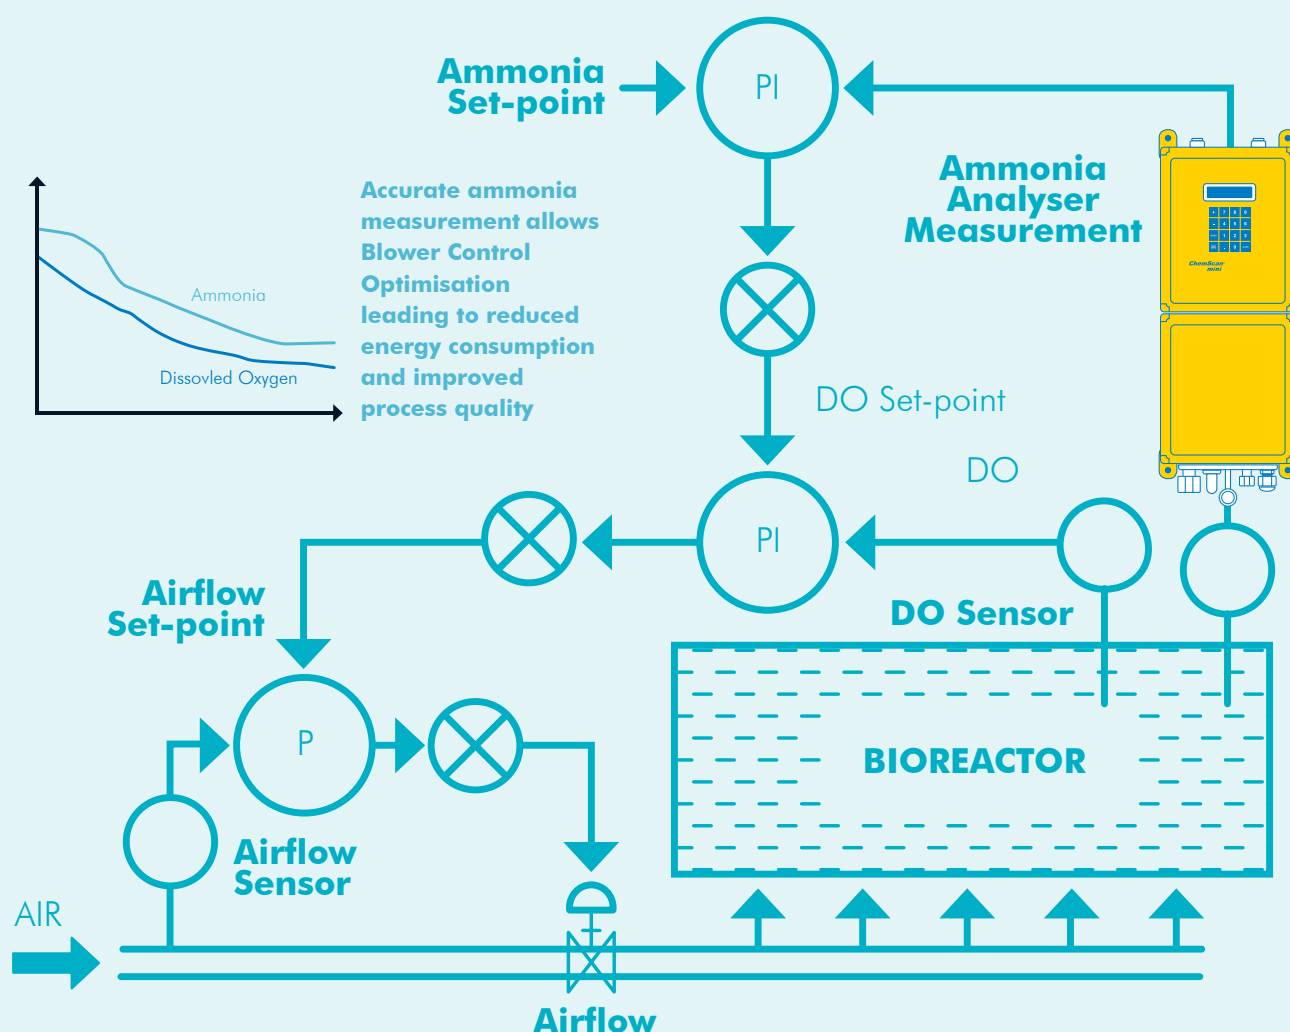 Ammonia
Set-point
PI
Ammonia
Analyser
Measurement
ChemScan
mini
Accurate ammonia
measurement allows
Blower Control
Optimisation
leading to reduced
energy consumption
and improved
process quality
Ammonia
Dissovled Oxygen
DO Set-point
DO
PI
Airflow
Set-point
DO Sensor
P
BIOREACTOR
Airflow
Sensor
AIR
Airflow